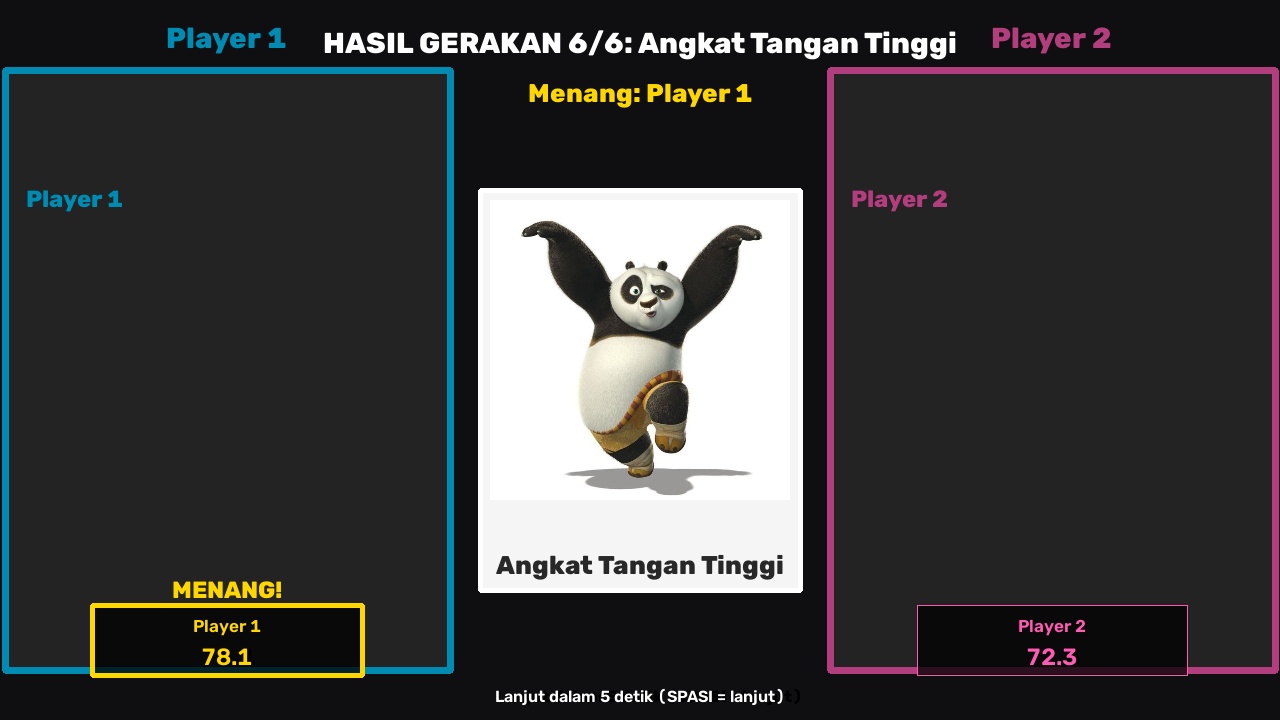 Player 1
HASIL GERAKAN 6/6: Angkat Tangan Tinggi
Player 2
Menang: Player 1
Player 1
Player 2
Angkat Tangan Tinggi
MENANG!
Player 1
78.1
Player 2
72.3
Lanjut dalam 5 detik (SPASI = lanjut)